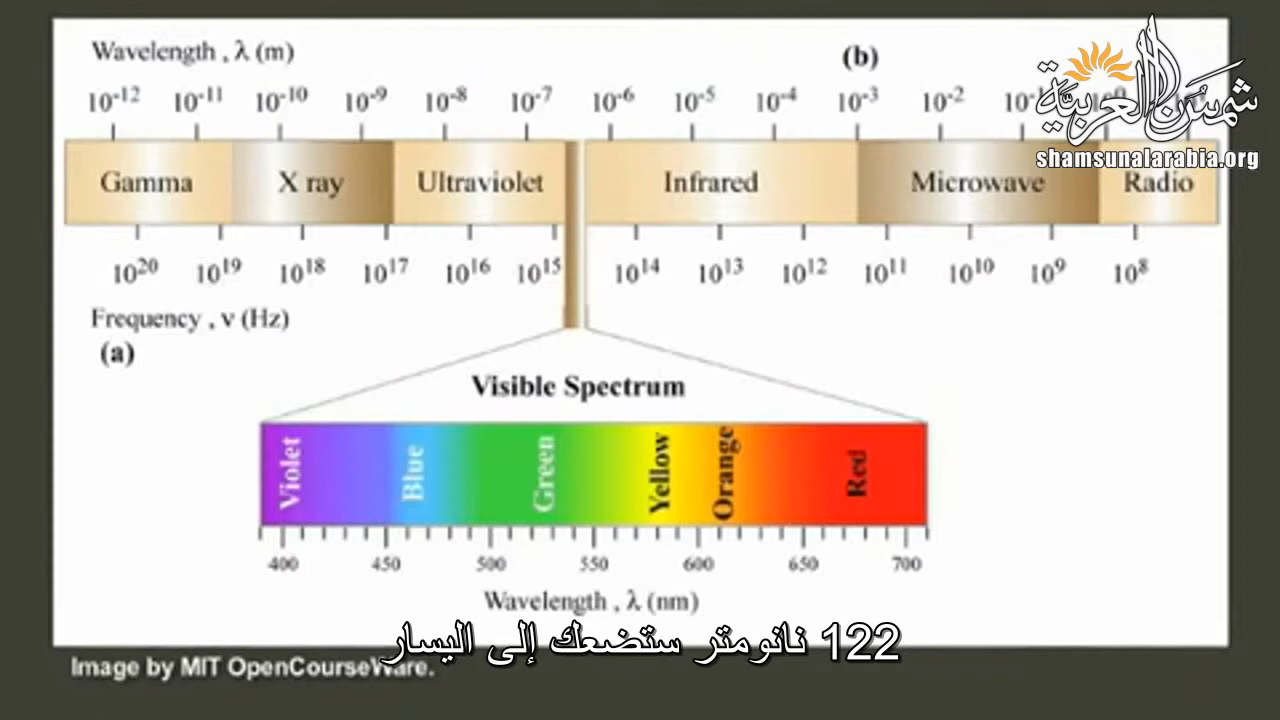 Wavelength , λ (m)
(b)
10⁻¹² 10⁻¹¹ 10⁻¹⁰ 10⁻⁹ 10⁻⁸ 10⁻⁷ 10⁻⁶ 10⁻⁵ 10⁻⁴ 10⁻³ 10⁻²
شمس العربية
shamsunalarabia.org
Gamma X ray Ultraviolet Infrared Microwave Radio
10²⁰ 10¹⁹ 10¹⁸ 10¹⁷ 10¹⁶ 10¹⁵ 10¹⁴ 10¹³ 10¹² 10¹¹ 10¹⁰ 10⁹ 10⁸
Frequency , ν (Hz)
(a)
Visible Spectrum
Violet Blue Green Yellow Orange Red
400 450 500 550 600 650 700
Wavelength , λ (nm)
122 نانومتر ستضعك إلى اليسار
Image by MIT OpenCourseWare.